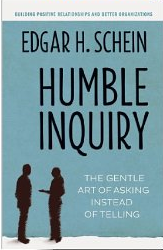 BUILDING POSITIVE RELATIONSHIPS AND BETTER ORGANIZATIONS
EDGAR H. SCHEIN
HUMBLE
INQUIRY
THE GENTLE
ART OF ASKING
INSTEAD
OF TELLING